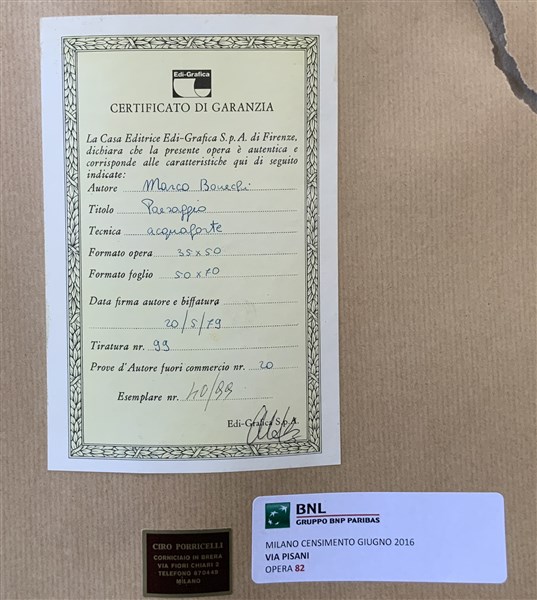 Edi-Grafica
CERTIFICATO DI GARANZIA
La Casa Editrice Edi-Grafica S.p.A. di Firenze,
dichiara che la presente opera è autentica e
corrisponde alle caratteristiche qui di seguito
indicate:
Autore Marco Bonechi
Titolo Paesaggio
Tecnica acquaforte
Formato opera 35x50
Formato foglio 50x70
Data firma autore e biffatura
20/5/79
Tiratura nr. 99
Prove d'Autore fuori commercio nr. 20
Esemplare nr. 40/99
Edi-Grafica S.p.A.
CIRO PORRICELLI
CORNICIAIO IN BRERA
VIA FIORI CHIARI 2
TELEFONO 870448
MILANO
BNL
GRUPPO BNP PARIBAS
MILANO CENSIMENTO GIUGNO 2016
VIA PISANI
OPERA 82